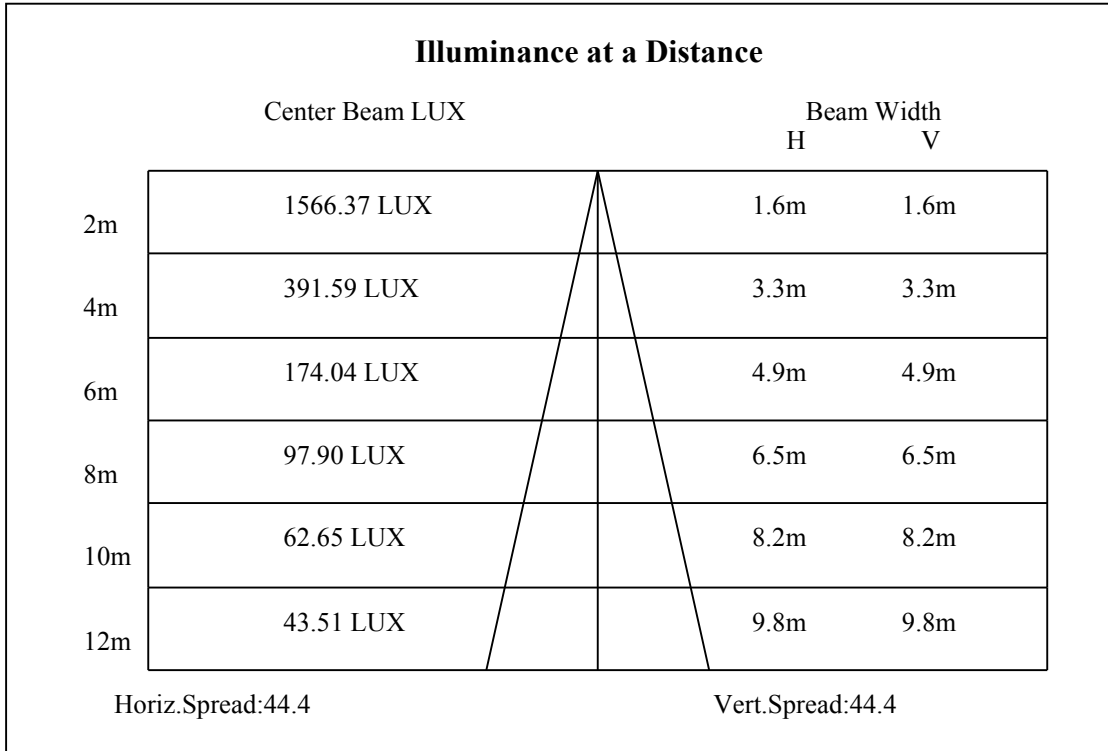 Illuminance at a Distance
Center Beam LUX Beam Width
H V
2m 1566.37 LUX 1.6m 1.6m
4m 391.59 LUX 3.3m 3.3m
6m 174.04 LUX 4.9m 4.9m
8m 97.90 LUX 6.5m 6.5m
10m 62.65 LUX 8.2m 8.2m
12m 43.51 LUX 9.8m 9.8m
Horiz.Spread:44.4 Vert.Spread:44.4